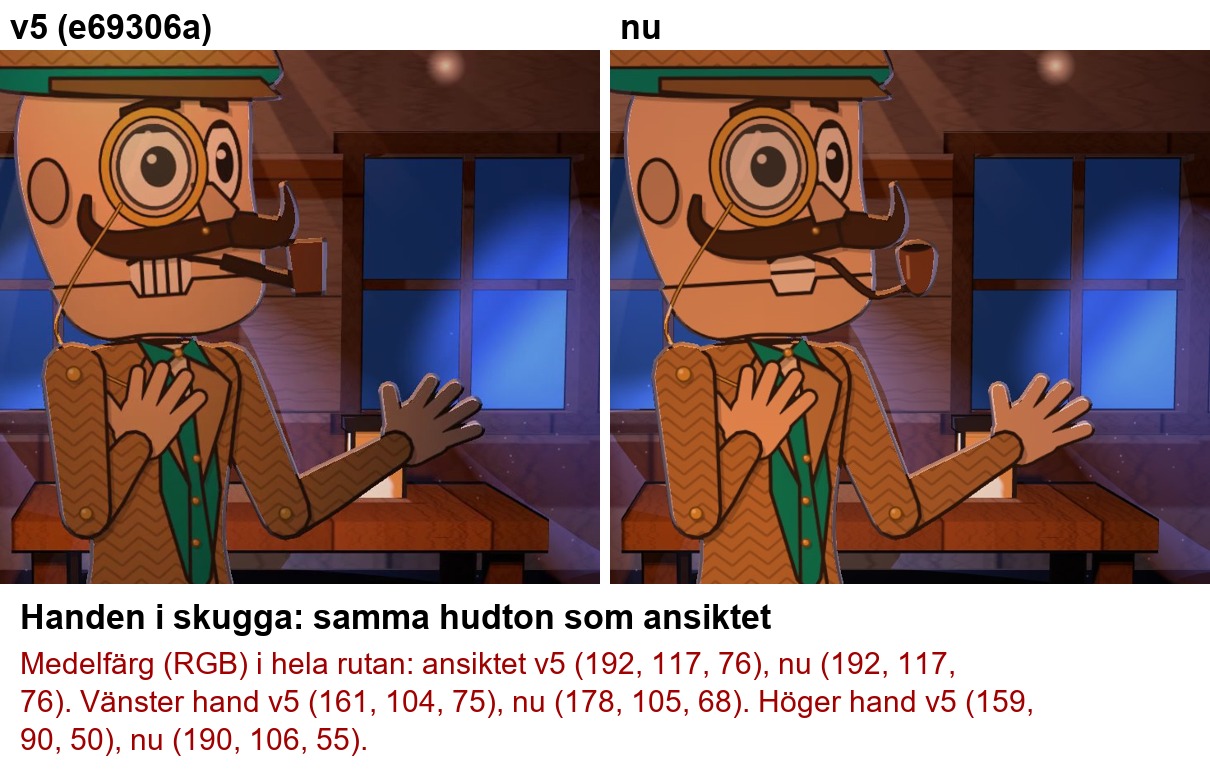 v5 (e69306a)
nu
Handen i skugga: samma hudton som ansiktet
Medelfärg (RGB) i hela rutan: ansiktet v5 (192, 117, 76), nu (192, 117,
76). Vänster hand v5 (161, 104, 75), nu (178, 105, 68). Höger hand v5 (159,
90, 50), nu (190, 106, 55).